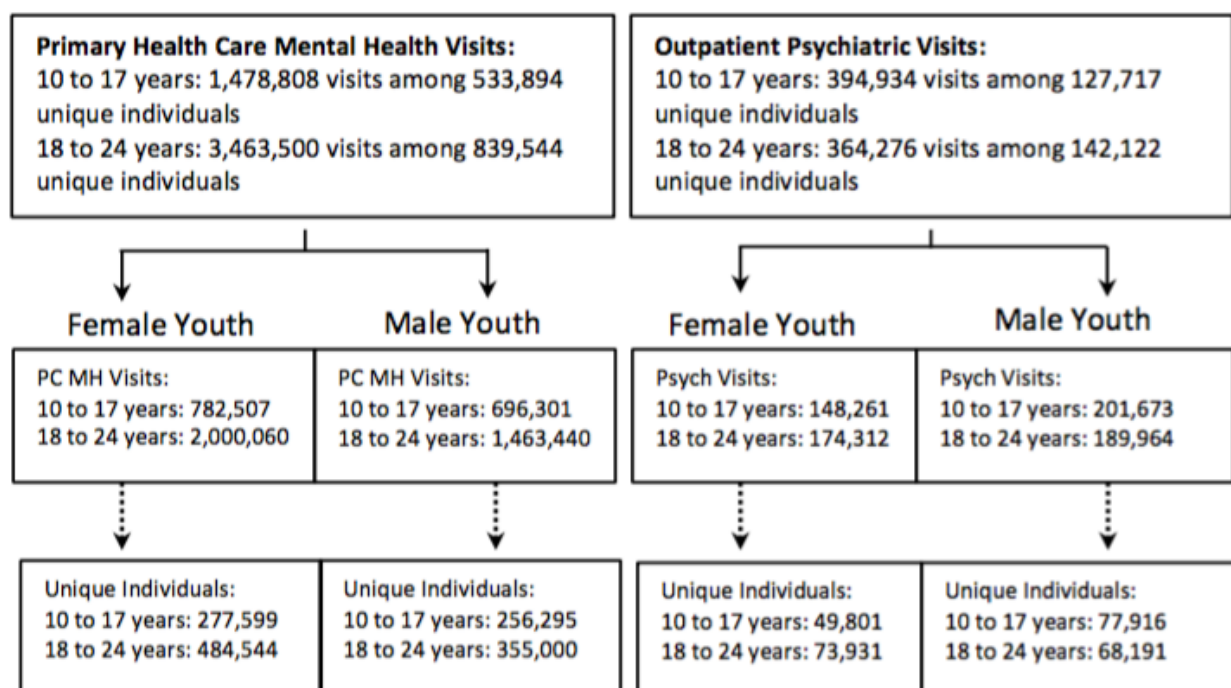 Primary Health Care Mental Health Visits:
10 to 17 years: 1,478,808 visits among 533,894
unique individuals
18 to 24 years: 3,463,500 visits among 839,544
unique individuals
Outpatient Psychiatric Visits:
10 to 17 years: 394,934 visits among 127,717
unique individuals
18 to 24 years: 364,276 visits among 142,122
unique individuals
Female Youth
Male Youth
Female Youth
Male Youth
PC MH Visits:
10 to 17 years: 782,507
18 to 24 years: 2,000,060
PC MH Visits:
10 to 17 years: 696,301
18 to 24 years: 1,463,440
Psych Visits:
10 to 17 years: 148,261
18 to 24 years: 174,312
Psych Visits:
10 to 17 years: 201,673
18 to 24 years: 189,964
Unique Individuals:
10 to 17 years: 277,599
18 to 24 years: 484,544
Unique Individuals:
10 to 17 years: 256,295
18 to 24 years: 355,000
Unique Individuals:
10 to 17 years: 49,801
18 to 24 years: 73,931
Unique Individuals:
10 to 17 years: 77,916
18 to 24 years: 68,191